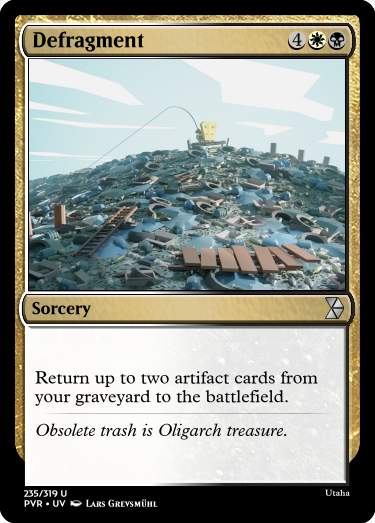 Defragment 4
Sorcery
Return up to two artifact cards from
your graveyard to the battlefield.
Obsolete trash is Oligarch treasure.
235/319 U Utaha
PVR • UV Lars Grevsmühl